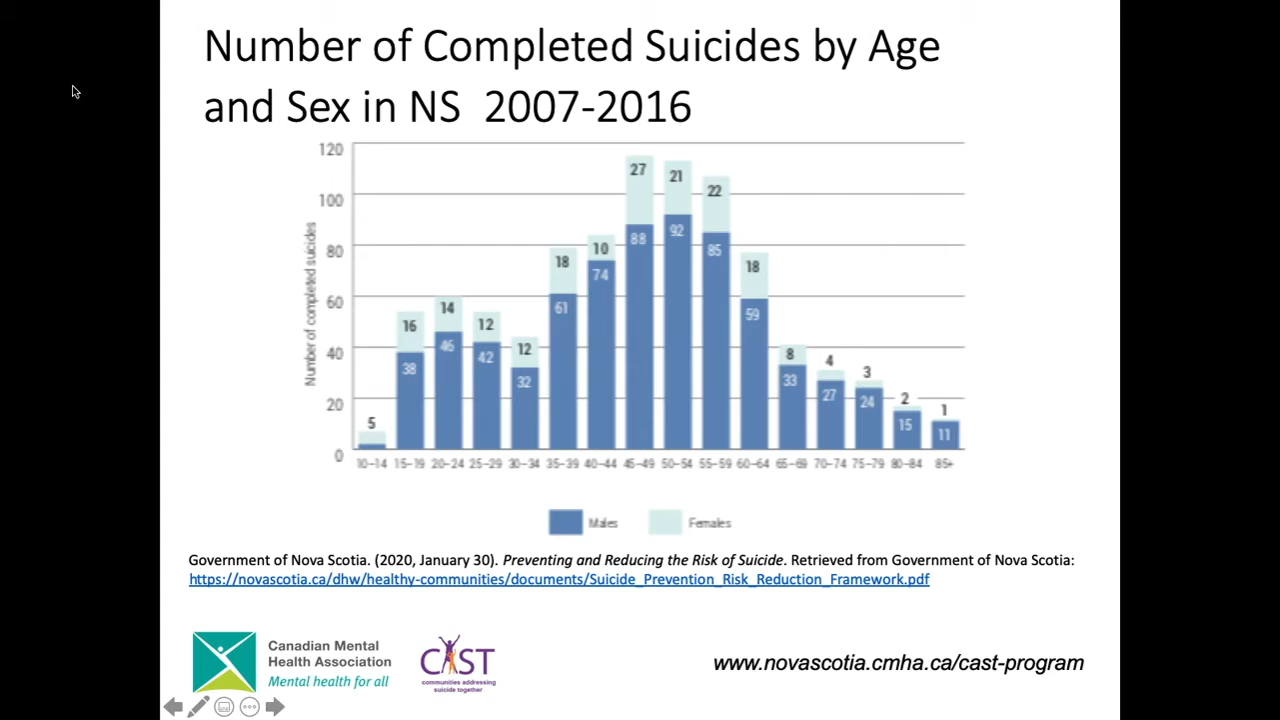 Number of Completed Suicides by Age
and Sex in NS 2007-2016
Number of completed suicides
120
100
80
60
40
20
0
5
16
38
14
46
12
42
12
32
18
61
10
74
27
88
21
92
22
85
18
59
8
33
4
27
3
24
2
15
1
11
10-14 15-19 20-24 25-29 30-34 35-39 40-44 45-49 50-54 55-59 60-64 65-69 70-74 75-79 80-84 85+
Males Females
Government of Nova Scotia. (2020, January 30). Preventing and Reducing the Risk of Suicide. Retrieved from Government of Nova Scotia:
https://novascotia.ca/dhw/healthy-communities/documents/Suicide_Prevention_Risk_Reduction_Framework.pdf
Canadian Mental
Health Association
Mental health for all
CAST
communities addressing
suicide together
www.novascotia.cmha.ca/cast-program